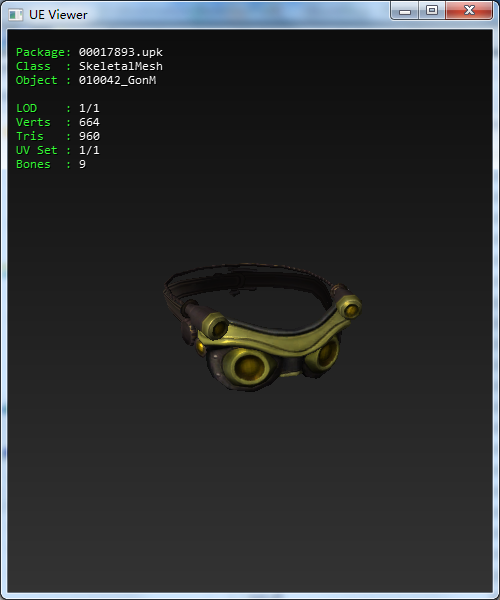 UE Viewer
Package: 00017893.upk
Class : SkeletalMesh
Object : 010042_GonM
LOD : 1/1
Verts : 664
Tris : 960
UV Set : 1/1
Bones : 9